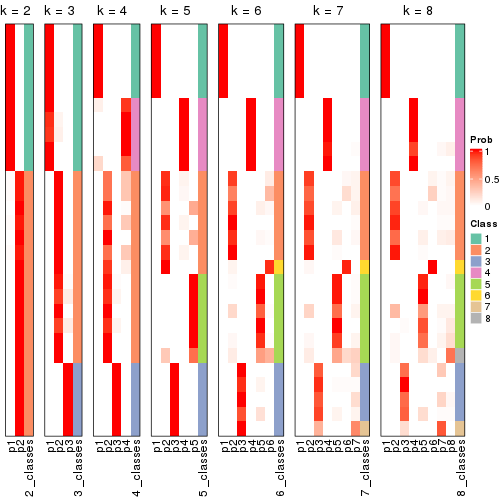 k = 2
k = 3
k = 4
k = 5
k = 6
k = 7
k = 8
Prob
1
0.5
0
Class
1
2
3
4
5
6
7
8
p1
p2
2_classes
p1
p2
p3
3_classes
p1
p2
p3
p4
4_classes
p1
p2
p3
p4
p5
5_classes
p1
p2
p3
p4
p5
p6
6_classes
p1
p2
p3
p4
p5
p6
p7
7_classes
p1
p2
p3
p4
p5
p6
p7
p8
8_classes